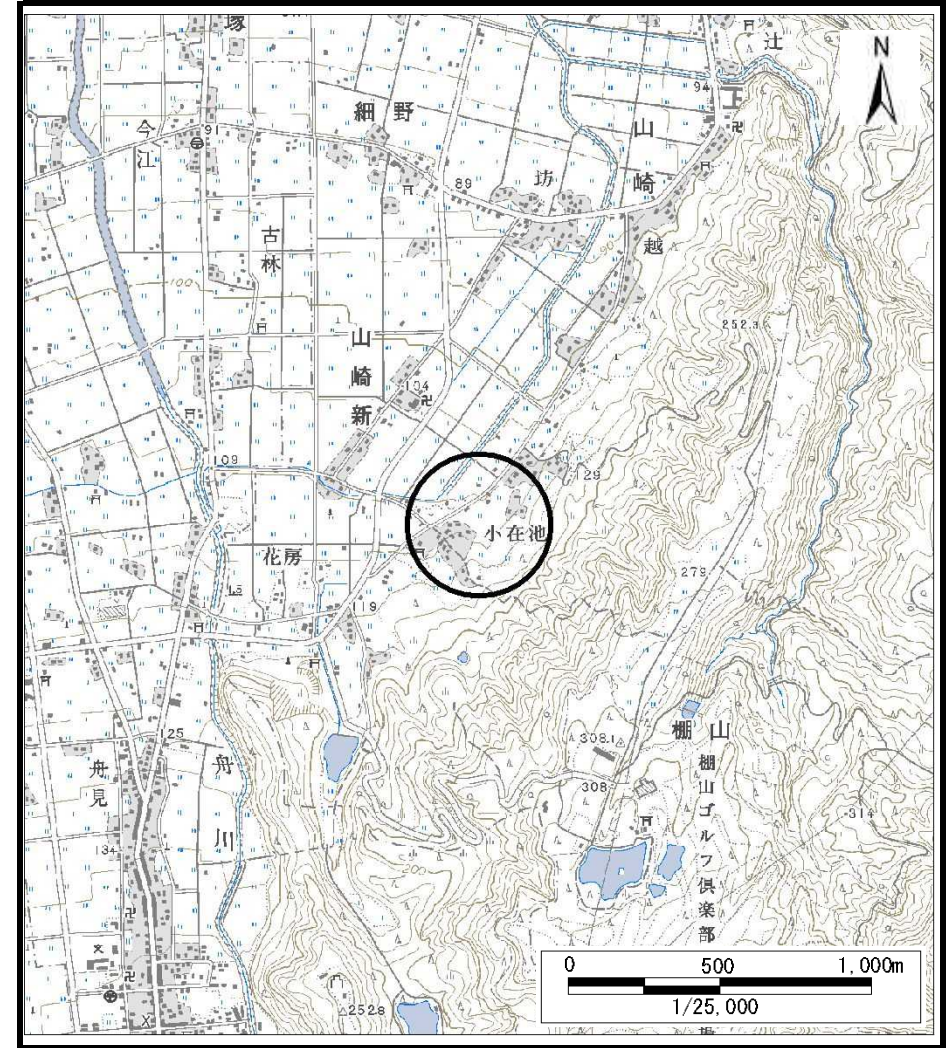 塚
辻
N
94
細野
今江
91
山崎
坊
89
越
古林
100
252.3
山崎新
104
129
109
小在池
花房
279
119
棚山
308.1
125
308
舟見
舟川
棚山ゴルフ倶楽部
314
134
252.8
0 500 1,000m
1/25,000